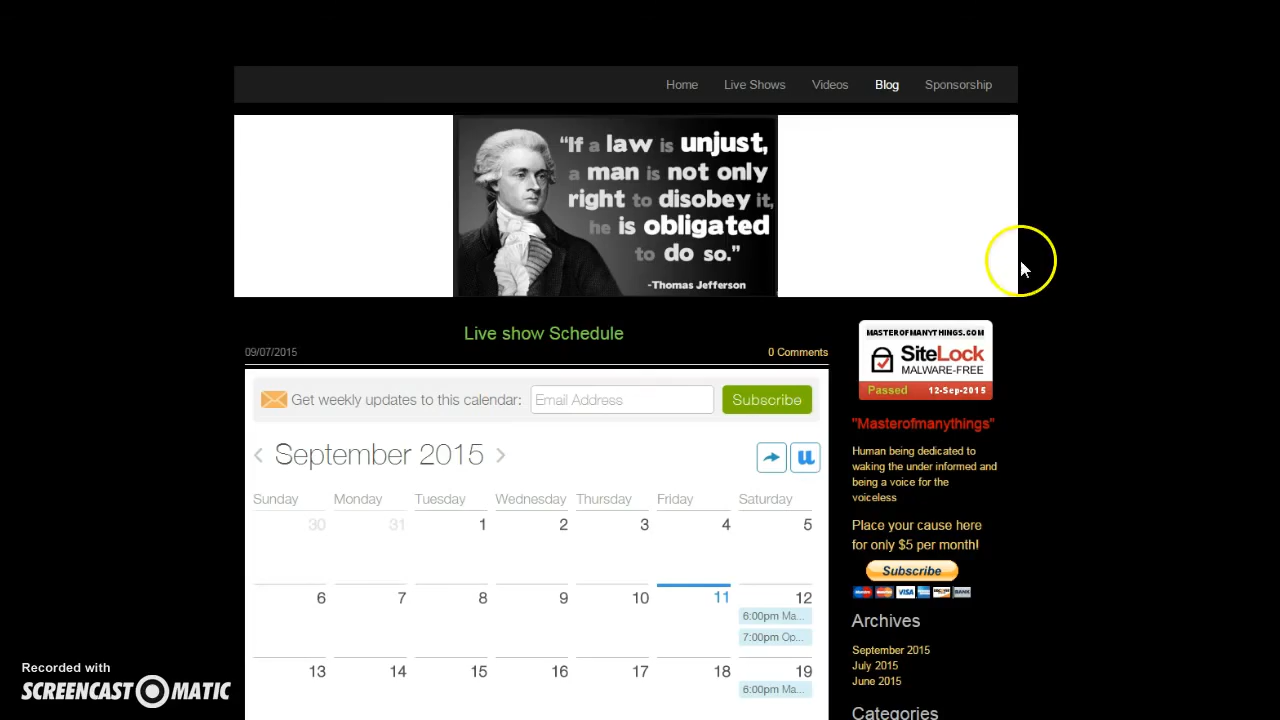 Home Live Shows Videos Blog Sponsorship
“If a law is unjust,
a man is not only
right to disobey it,
he is obligated
to do so.”
-Thomas Jefferson
Live show Schedule
09/07/2015 0 Comments
Get weekly updates to this calendar: Email Address Subscribe
September 2015
Sunday Monday Tuesday Wednesday Thursday Friday Saturday
30 31 1 2 3 4 5
6 7 8 9 10 11 12
6:00pm Ma...
7:00pm Op...
13 14 15 16 17 18 19
6:00pm Ma...
MASTEROFMANYTHINGS.COM
SiteLock
MALWARE-FREE
Passed 12-Sep-2015
"Masterofmanythings"
Human being dedicated to
waking the under informed and
being a voice for the
voiceless
Place your cause here
for only $5 per month!
Subscribe
VISA
BANK
Archives
September 2015
July 2015
June 2015
Categories
Recorded with
SCREENCAST-O-MATIC